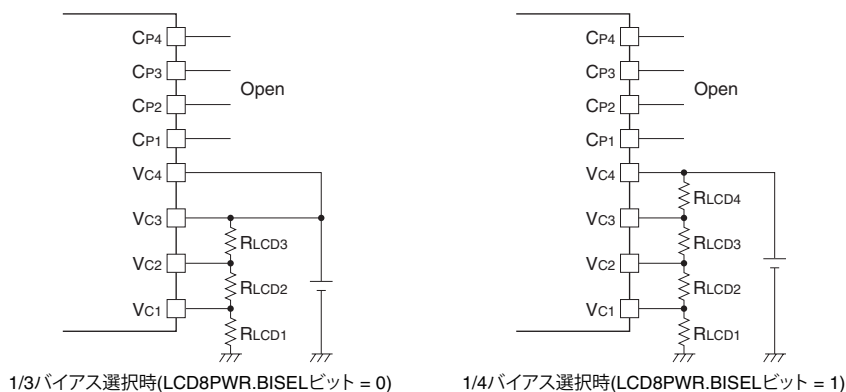 CP4
CP3
CP2
CP1
VC4
VC3
VC2
VC1
Open
RLCD3
RLCD2
RLCD1
1/3バイアス選択時(LCD8PWR.BISELビット = 0)
CP4
CP3
CP2
CP1
VC4
VC3
VC2
VC1
Open
RLCD4
RLCD3
RLCD2
RLCD1
1/4バイアス選択時(LCD8PWR.BISELビット = 1)